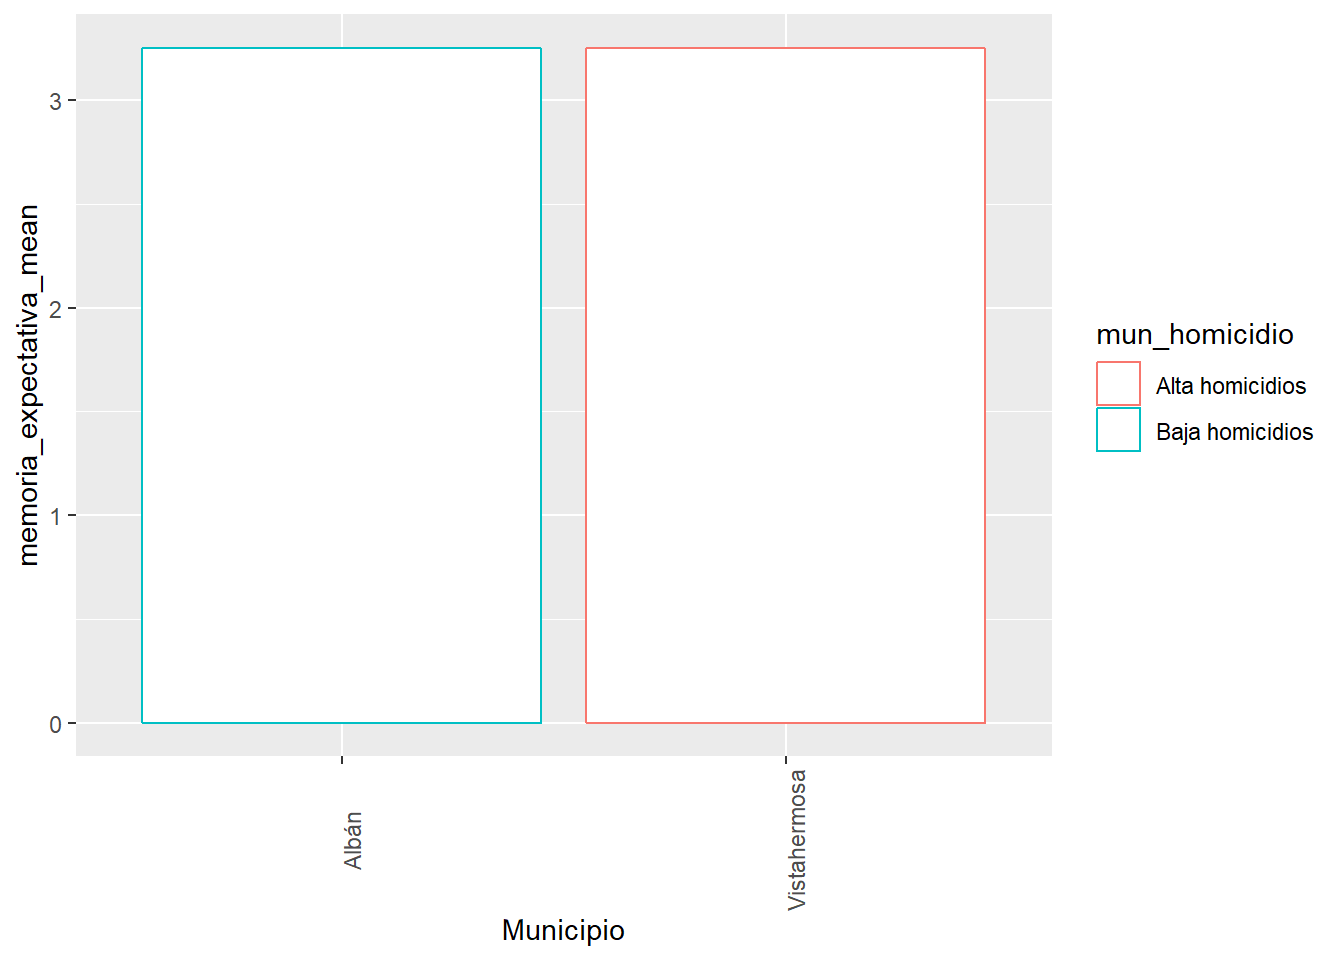 memoria_expectativa_mean
3
2
1
0
Albán
Vistahermosa
Municipio
mun_homicidio
Alta homicidios
Baja homicidios